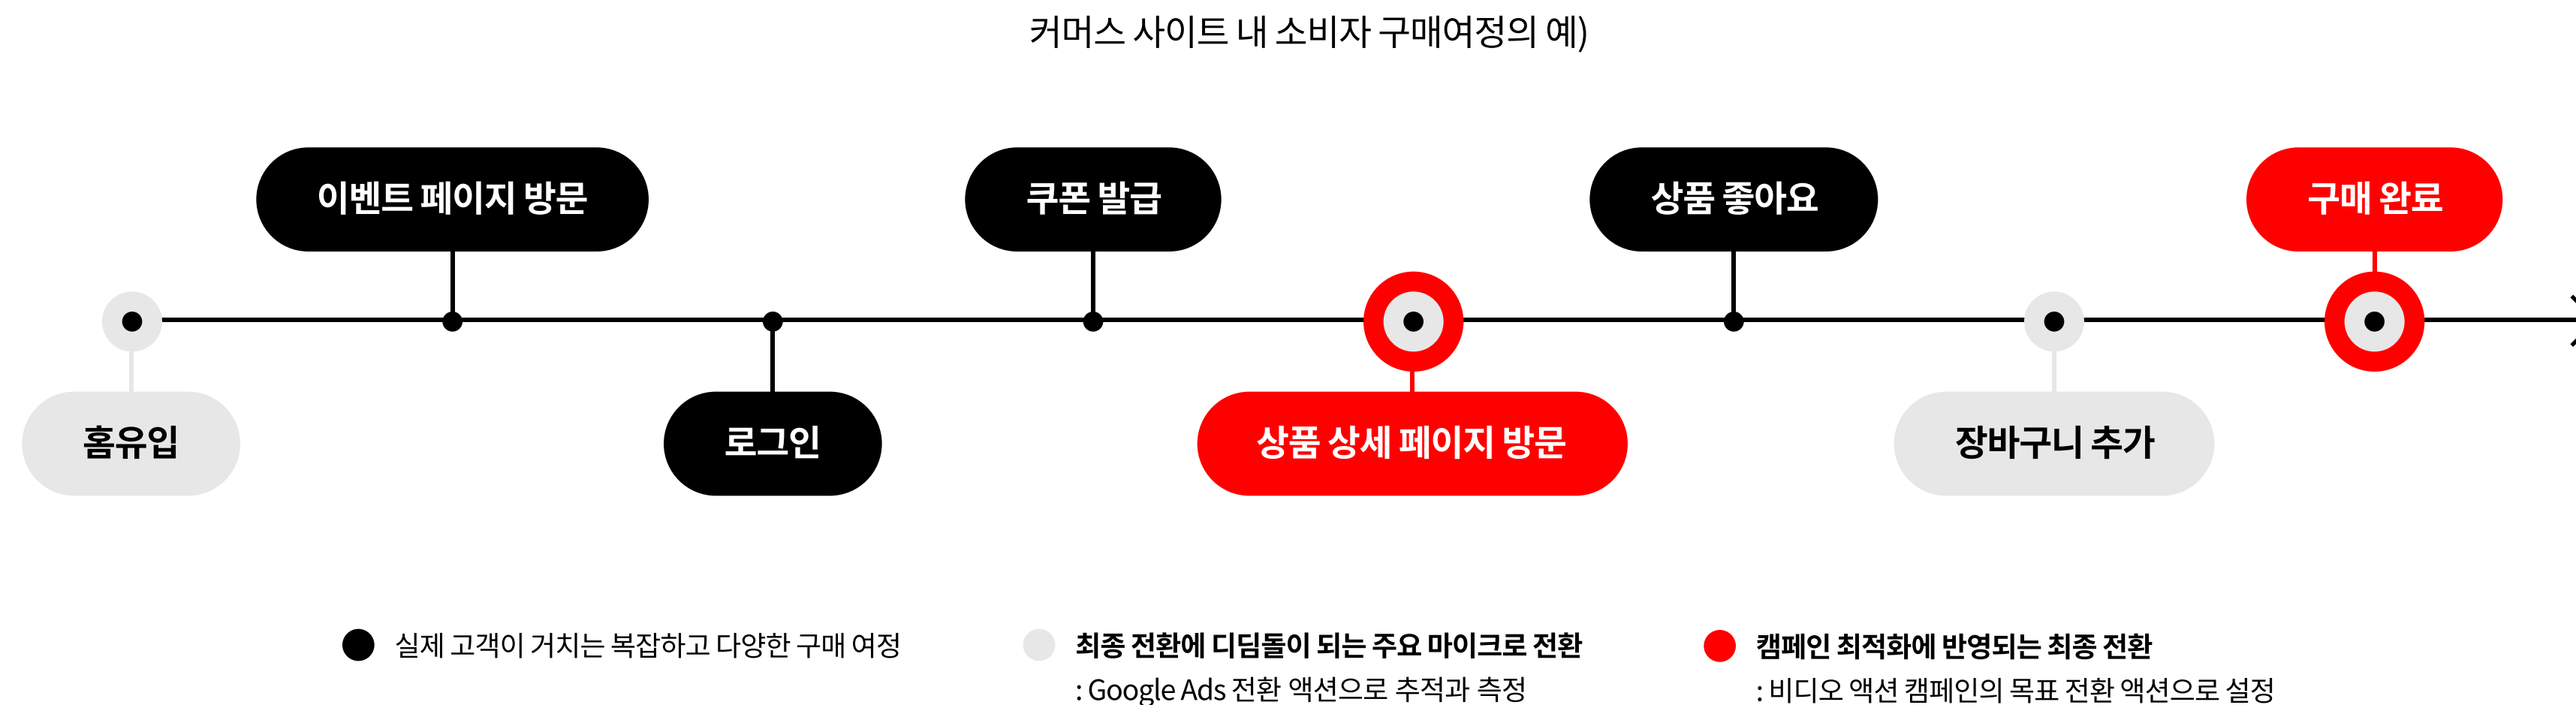 커머스 사이트 내 소비자 구매여정의 예)
이벤트 페이지 방문
쿠폰 발급
상품 좋아요
구매 완료
홈유입
로그인
상품 상세 페이지 방문
장바구니 추가
실제 고객이 거치는 복잡하고 다양한 구매 여정
최종 전환에 디딤돌이 되는 주요 마이크로 전환
: Google Ads 전환 액션으로 추적과 측정
캠페인 최적화에 반영되는 최종 전환
: 비디오 액션 캠페인의 목표 전환 액션으로 설정